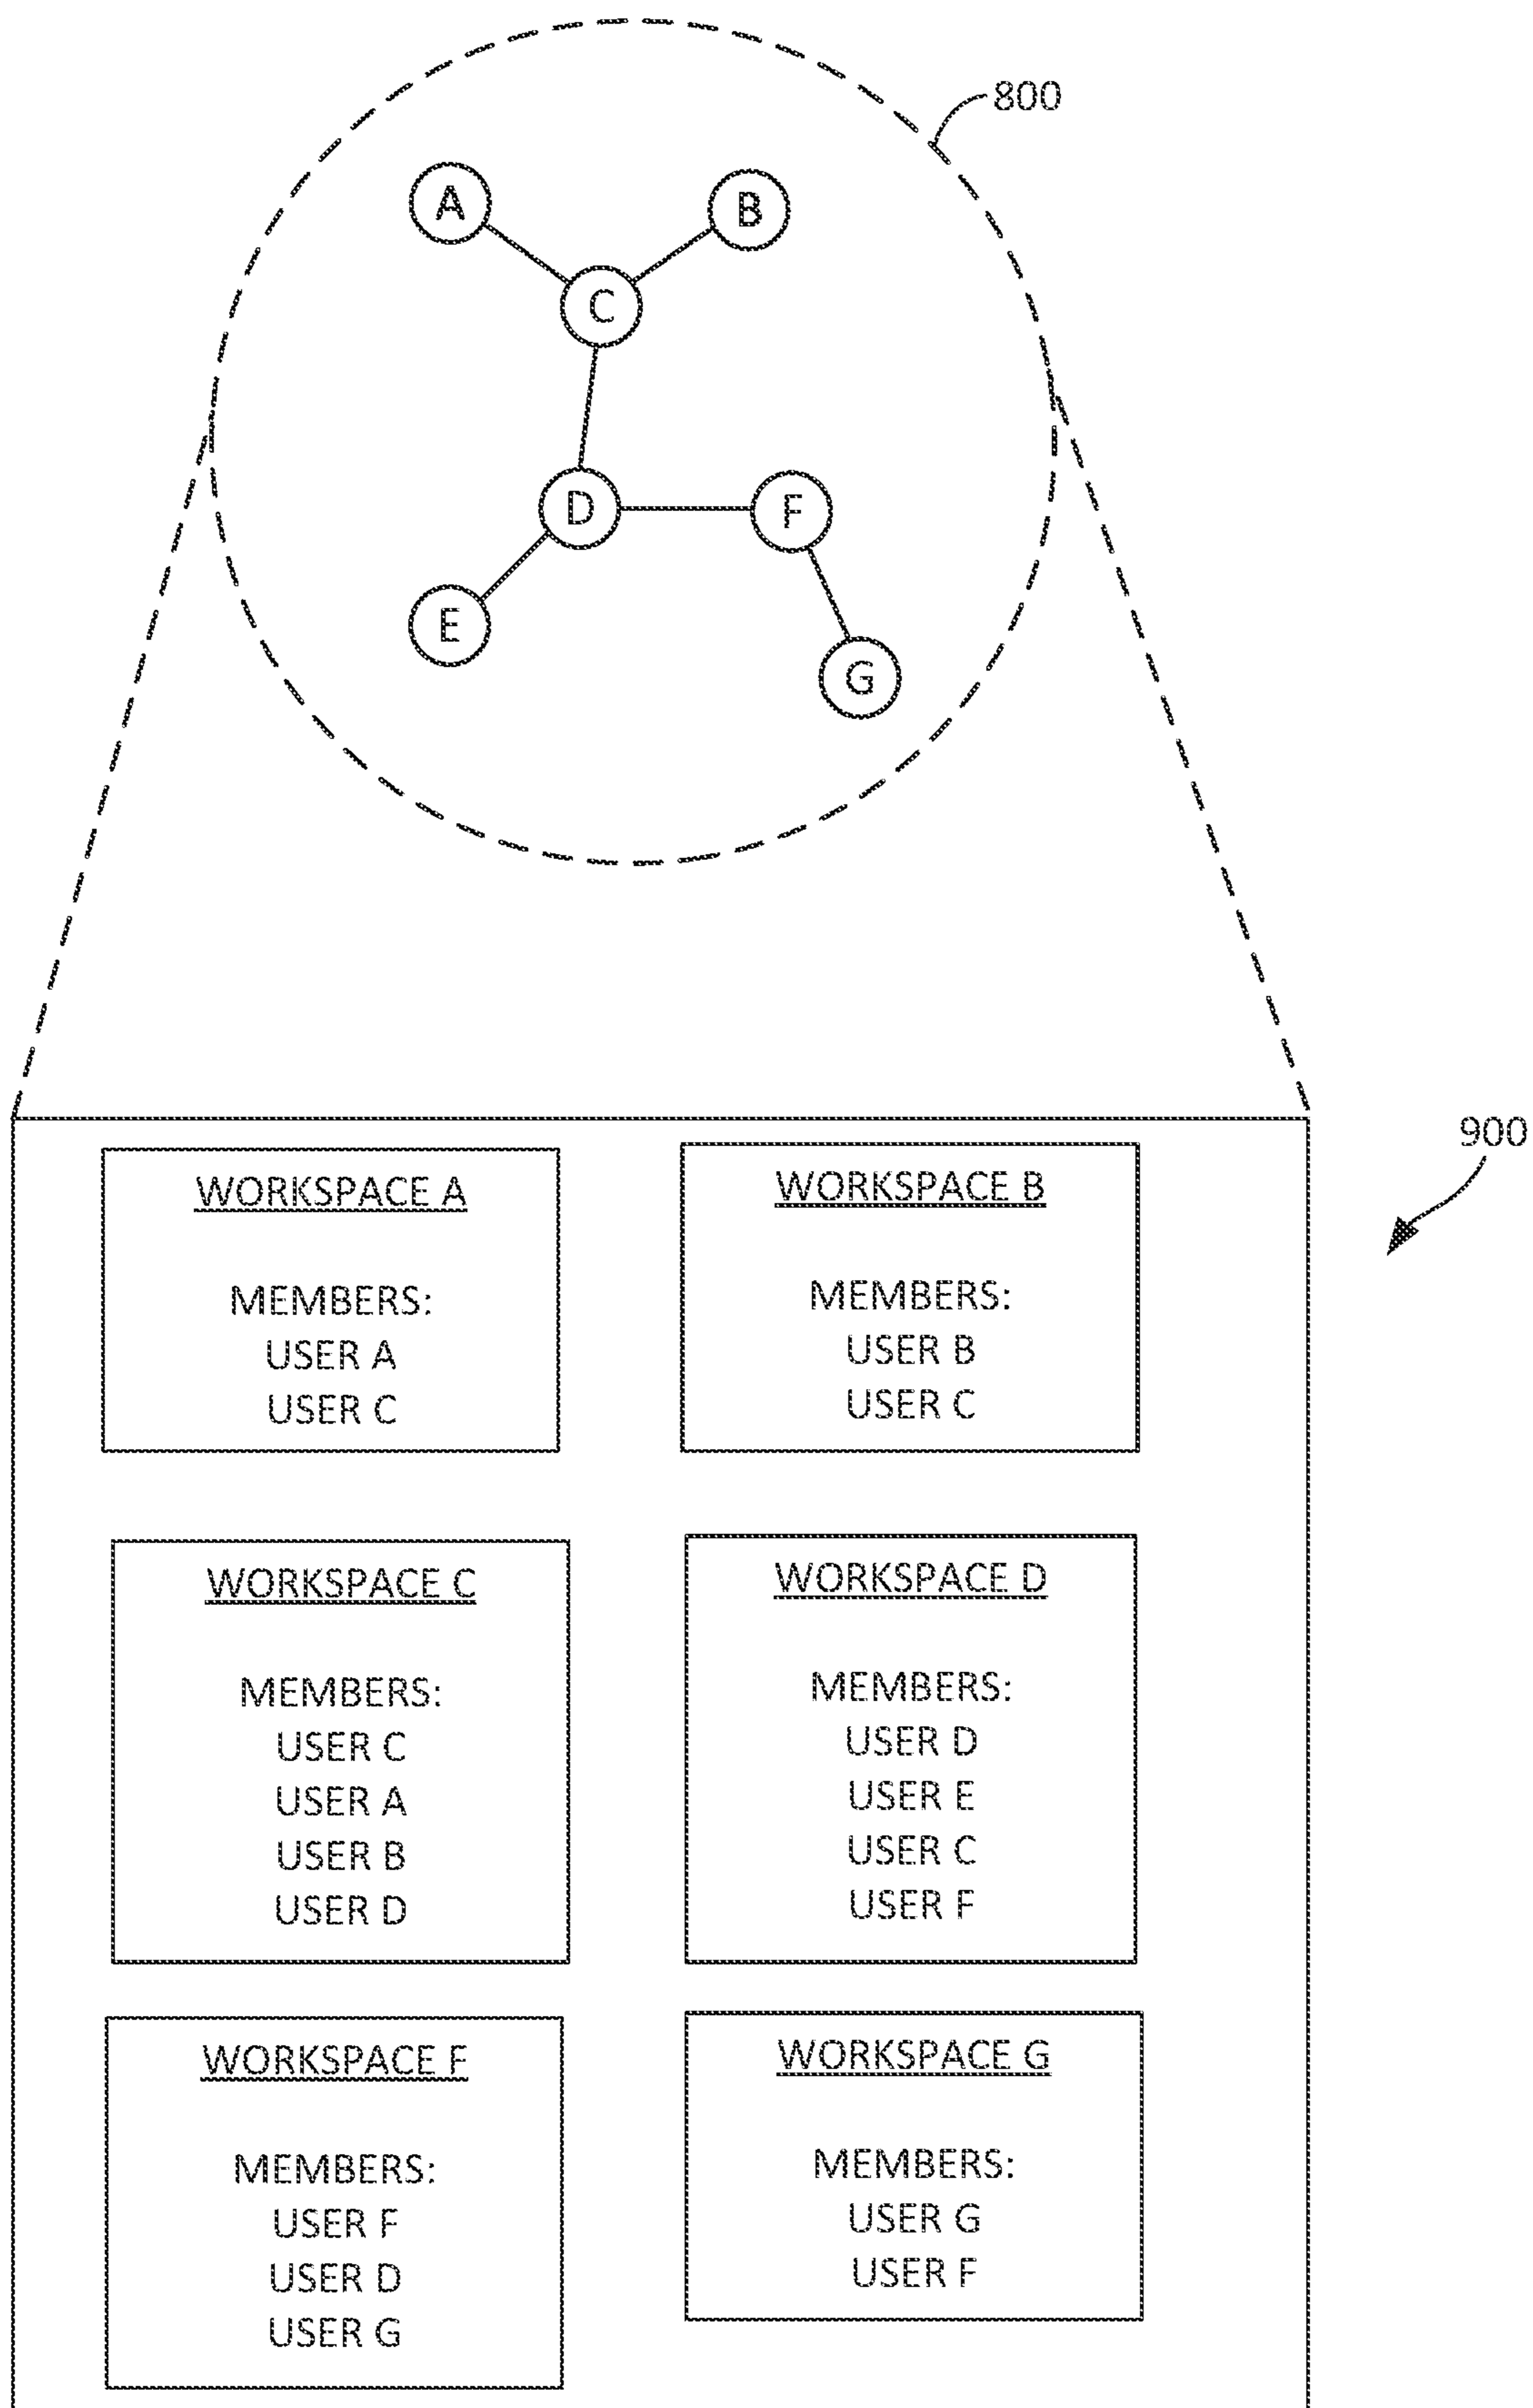 800
A
B
C
D
F
E
G
900
WORKSPACE A
MEMBERS:
USER A
USER C
WORKSPACE B
MEMBERS:
USER B
USER C
WORKSPACE C
MEMBERS:
USER C
USER A
USER B
USER D
WORKSPACE D
MEMBERS:
USER D
USER E
USER C
USER F
WORKSPACE F
MEMBERS:
USER F
USER D
USER G
WORKSPACE G
MEMBERS:
USER G
USER F